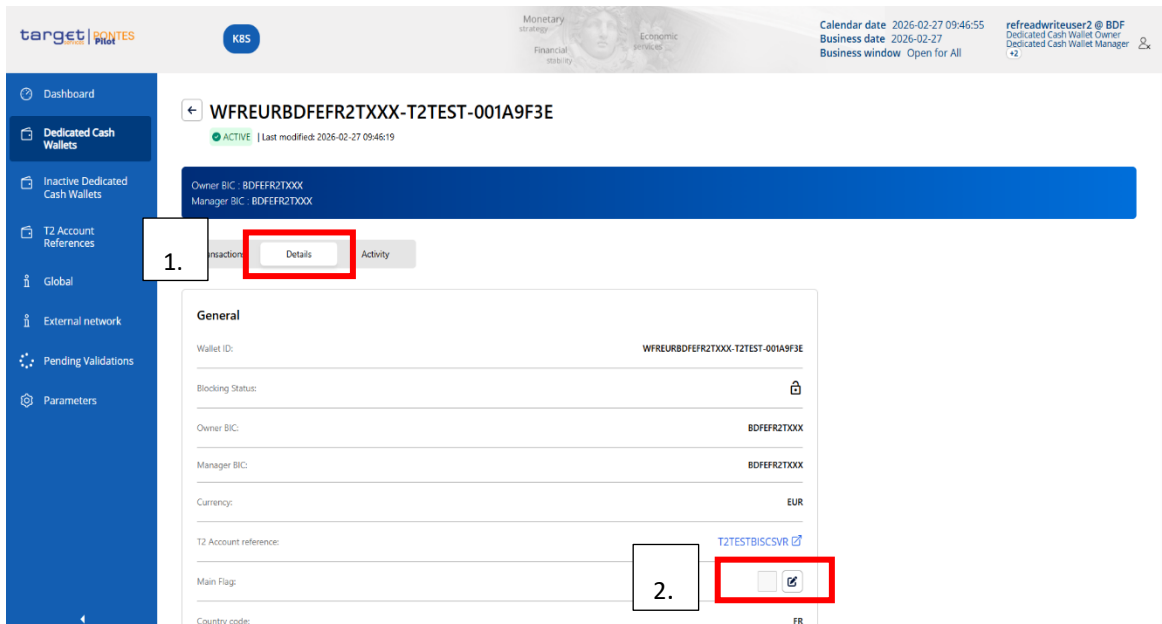 target | PONTES
services Pilot
K8S
Monetary
strategy
Economic
services
Financial
stability
Calendar date 2026-02-27 09:46:55
Business date 2026-02-27
Business window Open for All
refreadwriteuser2 @ BDF
Dedicated Cash Wallet Owner
Dedicated Cash Wallet Manager
+2
Dashboard
Dedicated Cash
Wallets
Inactive Dedicated
Cash Wallets
T2 Account
References
Global
External network
Pending Validations
Parameters
WFREURBDFEFR2TXXX-T2TEST-001A9F3E
ACTIVE | Last modified: 2026-02-27 09:46:19
Owner BIC : BDFEFR2TXXX
Manager BIC : BDFEFR2TXXX
1.
nsaction Details Activity
General
Wallet ID: WFREURBDFEFR2TXXX-T2TEST-001A9F3E
Blocking Status:
Owner BIC: BDFEFR2TXXX
Manager BIC: BDFEFR2TXXX
Currency: EUR
T2 Account reference: T2TESTBISCSVR
Main Flag:
2.
Country code: FR